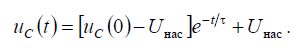 u_C(t) = [u_C(0) − U_нас]e^{−t/τ} + U_нас.